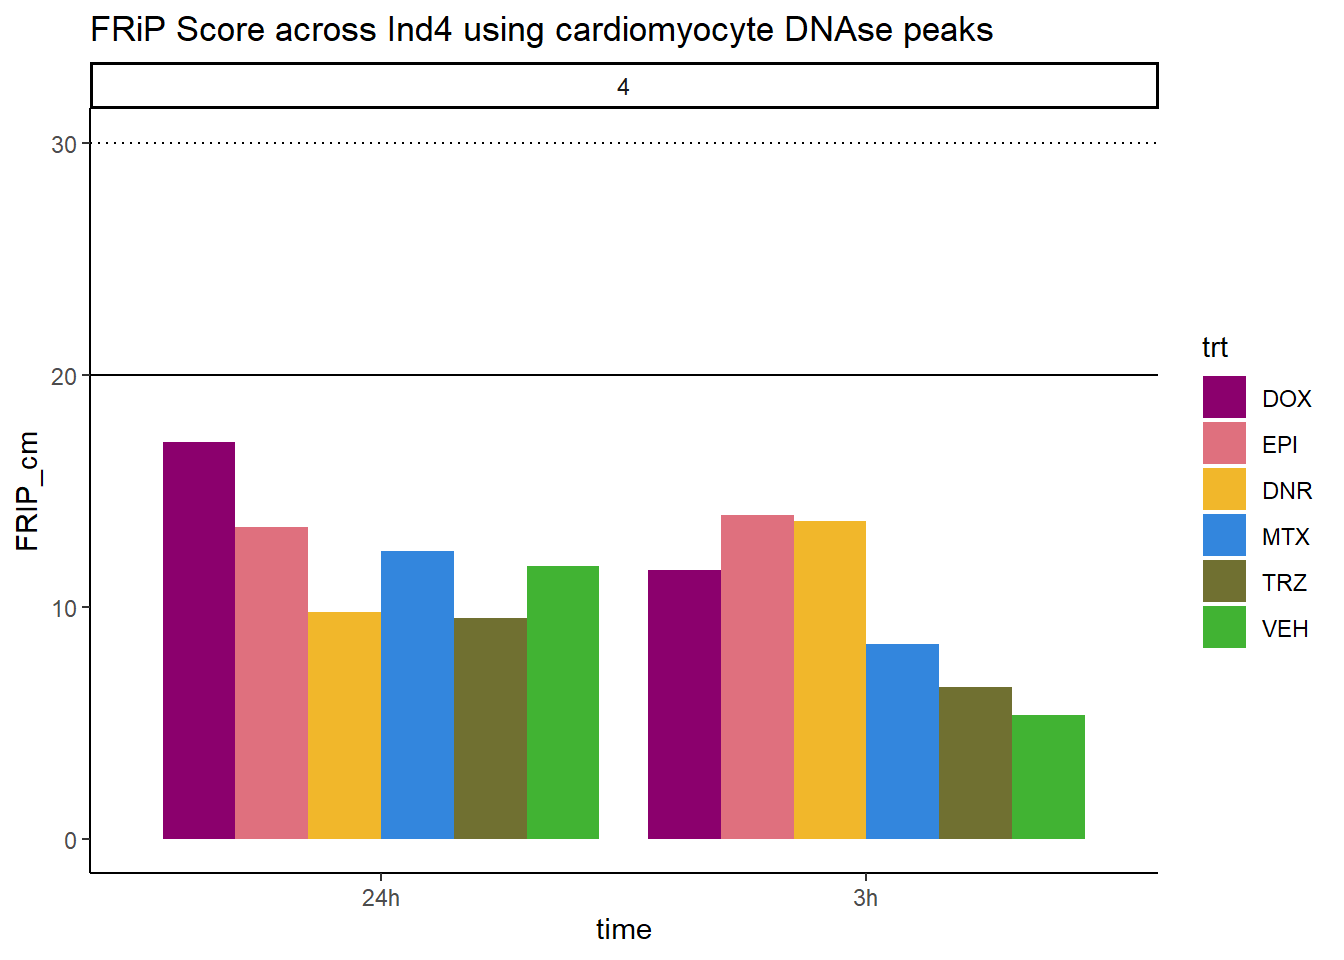 FRiP Score across Ind4 using cardiomyocyte DNAse peaks
4
30
20
10
0
FRIP_cm
24h
3h
time
trt
DOX
EPI
DNR
MTX
TRZ
VEH